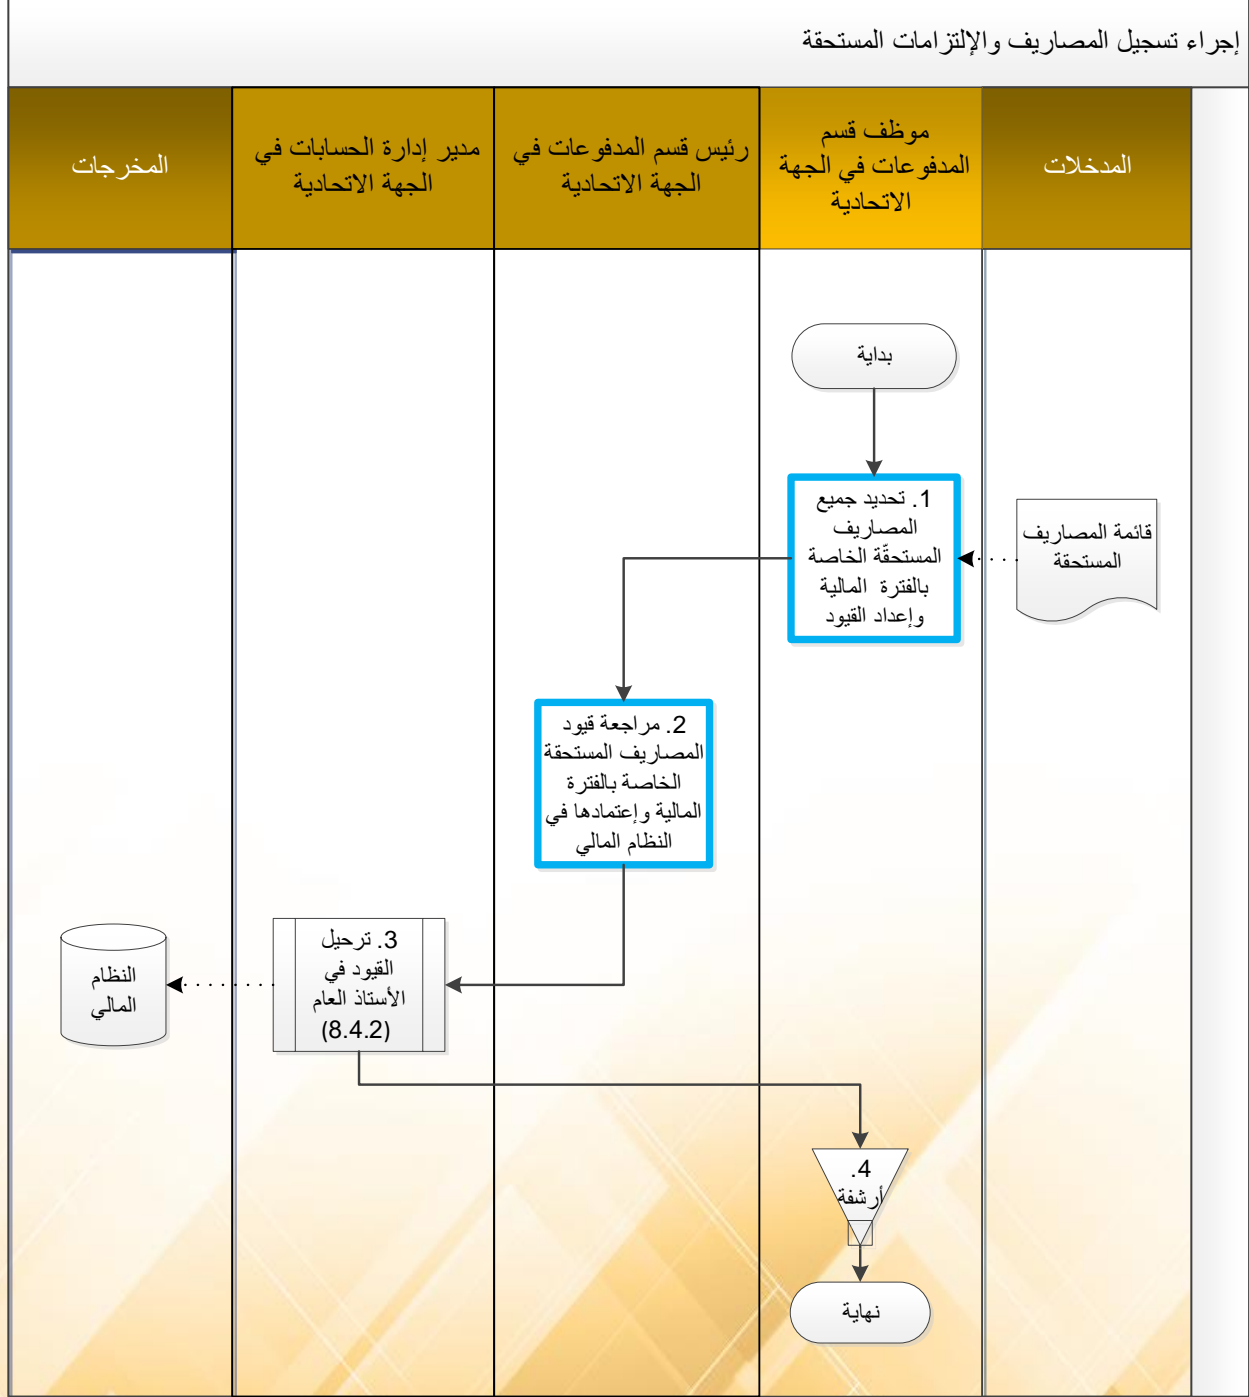 إجراء تسجيل المصاريف والإلتزامات المستحقة
المدخلات
موظف قسم
المدفوعات في الجهة
الاتحادية
رئيس قسم المدفوعات في
الجهة الاتحادية
مدير إدارة الحسابات في
الجهة الاتحادية
المخرجات
بداية
قائمة المصاريف
المستحقة
1. تحديد جميع
المصاريف
المستحقّة الخاصة
بالفترة المالية
وإعداد القيود
2. مراجعة قيود
المصاريف المستحقة
الخاصة بالفترة
المالية وإعتمادها في
النظام المالي
3. ترحيل
القيود في
الأستاذ العام
(8.4.2)
النظام
المالي
4.
أرشفة
نهاية